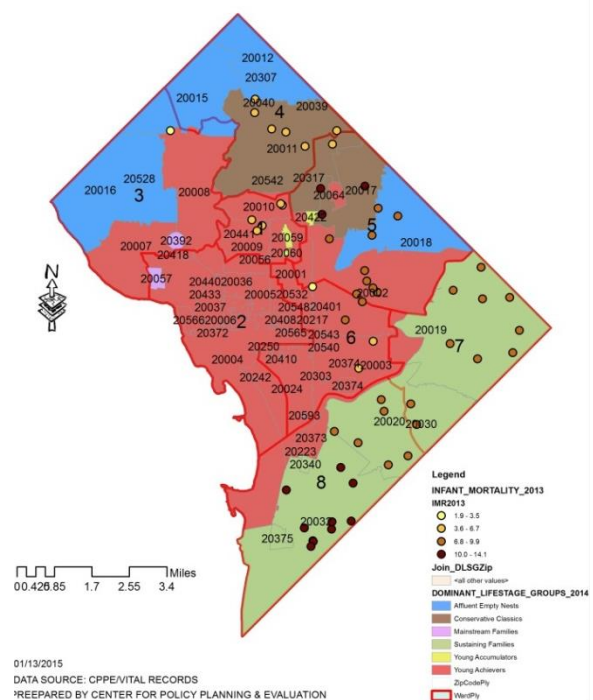 20012
20307
20015
20040
4
20039
20011
20016
20528
3
20008
20542
20317
20064
20017
20010
20422
5
20007
20392
20441
20009
20059
20060
20018
20418
20056
20057
20001
20440 20036
20433
20005 20532
20002
20037
20548 20401
20566 20006 2
20408 20217
20019
20372
20565 20543
6
7
20250
20540
20004
20410
20374 20003
20242
20303
20024
20374
20593
20020
20030
20373
20223
20340
8
20032
20375
N
Miles
1.7
2.55
3.4
Legend
INFANT_MORTALITY_2013
IMR2013
1.9 - 3.5
3.6 - 6.7
6.8 - 9.9
10.0 - 14.1
Join_DLSGZip
<all other values>
DOMINANT_LIFESTAGE_GROUPS_2014
Affluent Empty Nests
Conservative Classics
Mainstream Families
Sustaining Families
Young Accumulators
Young Achievers
ZipCodePly
WardPly
01/13/2015
DATA SOURCE: CPPE/VITAL RECORDS
PREEPARED BY CENTER FOR POLICY PLANNING & EVALUATION